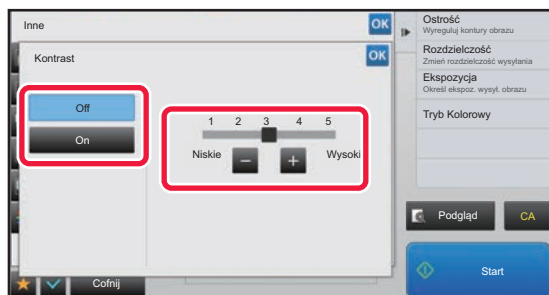 Inne
OK
Kontrast
OK
Off
On
1 2 3 4 5
Niskie
Wysoki
Cofnij
Ostrość
Wyreguluj kontury obrazu
Rozdzielczość
Zmień rozdzielczość wysyłania
Ekspozycja
Określ ekspoz. wysył. obrazu
Tryb Kolorowy
Podgląd
CA
Start